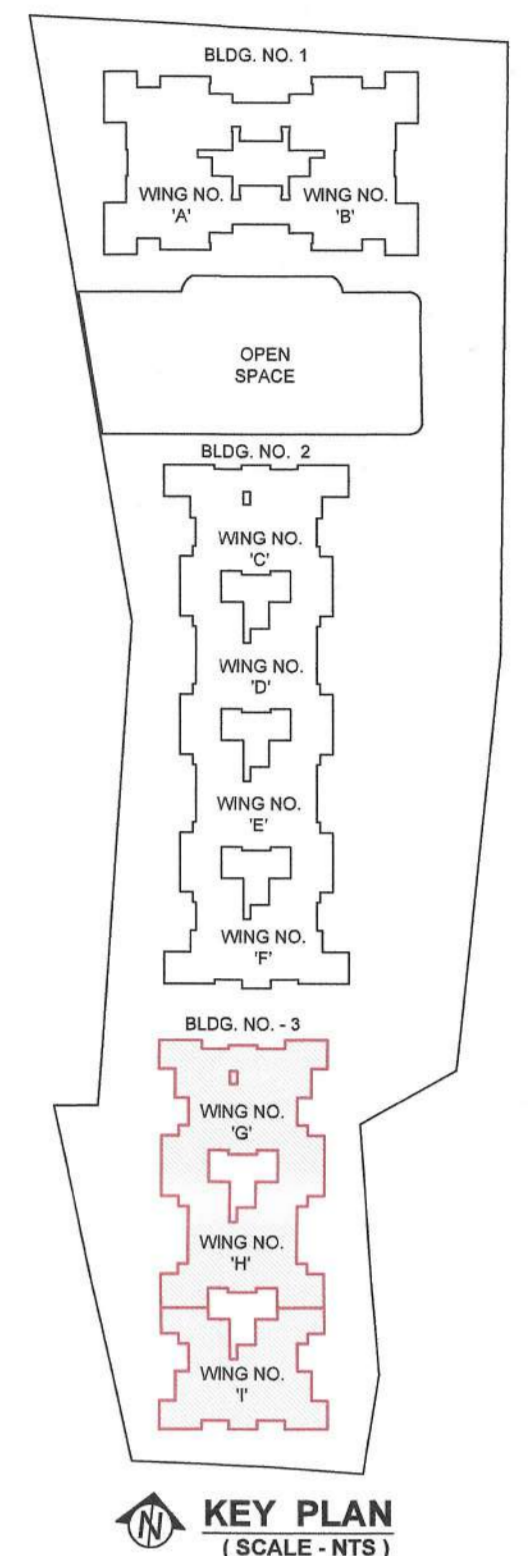 BLDG. NO. 1
WING NO.
'A'
WING NO.
'B'
OPEN
SPACE
BLDG. NO. 2
WING NO.
'C'
WING NO.
'D'
WING NO.
'E'
WING NO.
'F'
BLDG. NO. - 3
WING NO.
'G'
WING NO.
'H'
WING NO.
'I'
N
KEY PLAN
( SCALE - NTS )